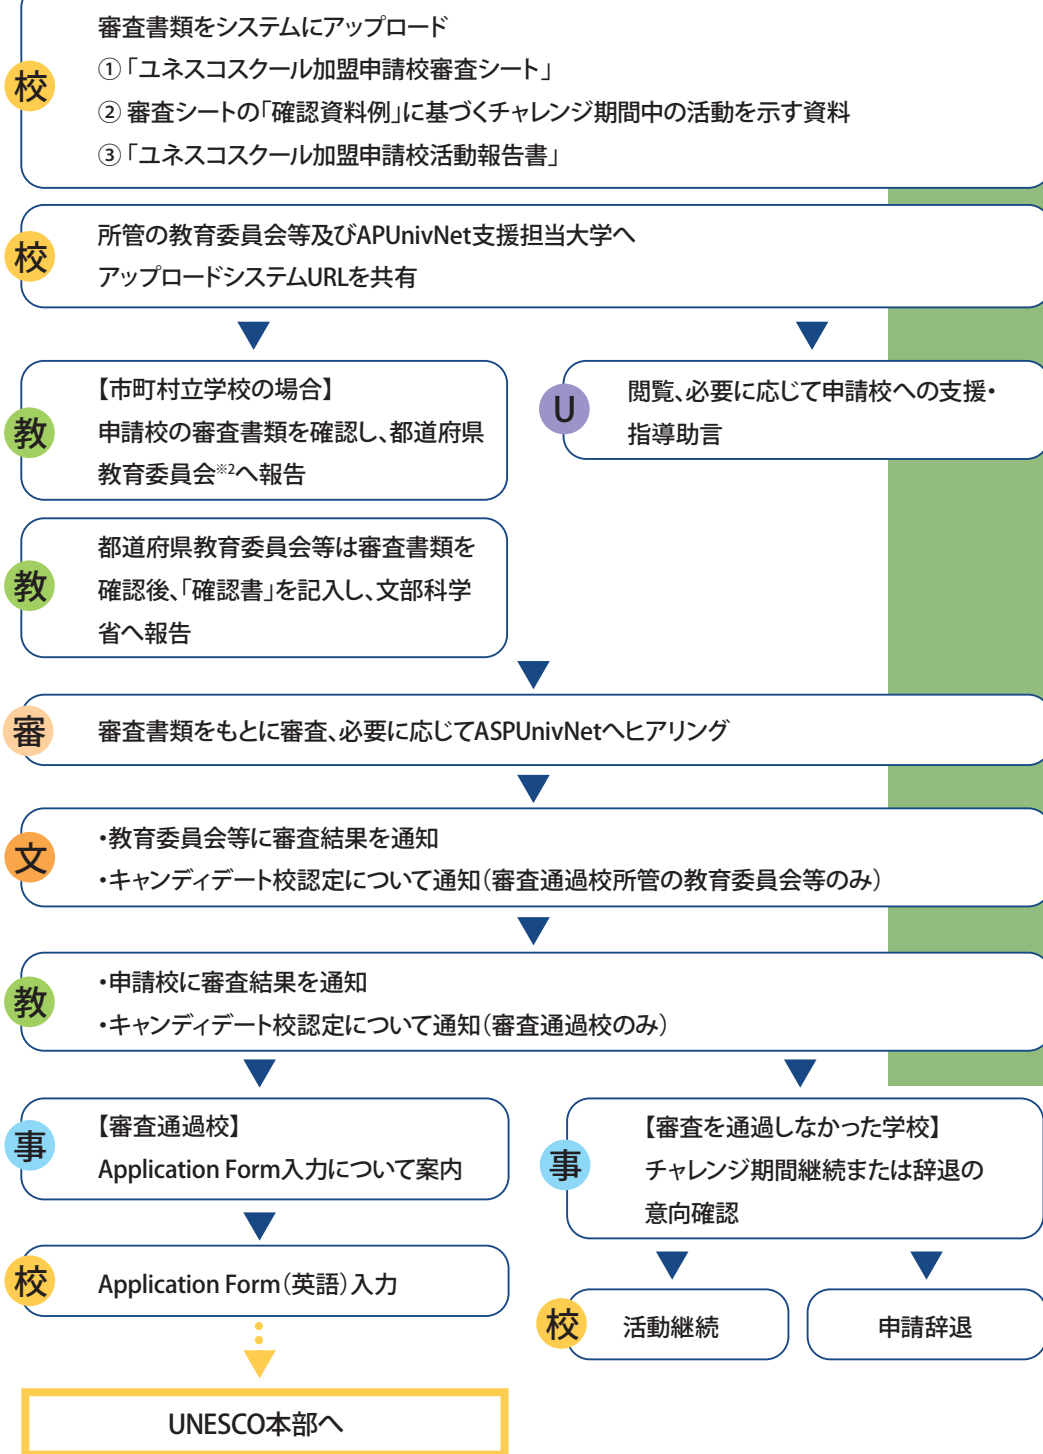 校
審査書類をシステムにアップロード
①「ユネスコスクール加盟申請校審査シート」
② 審査シートの「確認資料例」に基づくチャレンジ期間中の活動を示す資料
③「ユネスコスクール加盟申請校活動報告書」
校
所管の教育委員会等及びAPUnivNet支援担当大学へ
アップロードシステムURLを共有
教
【市町村立学校の場合】
申請校の審査書類を確認し、都道府県
教育委員会※2へ報告
U
閲覧、必要に応じて申請校への支援・
指導助言
教
都道府県教育委員会等は審査書類を
確認後、「確認書」を記入し、文部科学
省へ報告
審
審査書類をもとに審査、必要に応じてASPUnivNetへヒアリング
文
・教育委員会等に審査結果を通知
・キャンディデート校認定について通知（審査通過校所管の教育委員会等のみ）
教
・申請校に審査結果を通知
・キャンディデート校認定について通知（審査通過校のみ）
事
【審査通過校】
Application Form入力について案内
事
【審査を通過しなかった学校】
チャレンジ期間継続または辞退の
意向確認
校
Application Form（英語）入力
校
活動継続
申請辞退
UNESCO本部へ